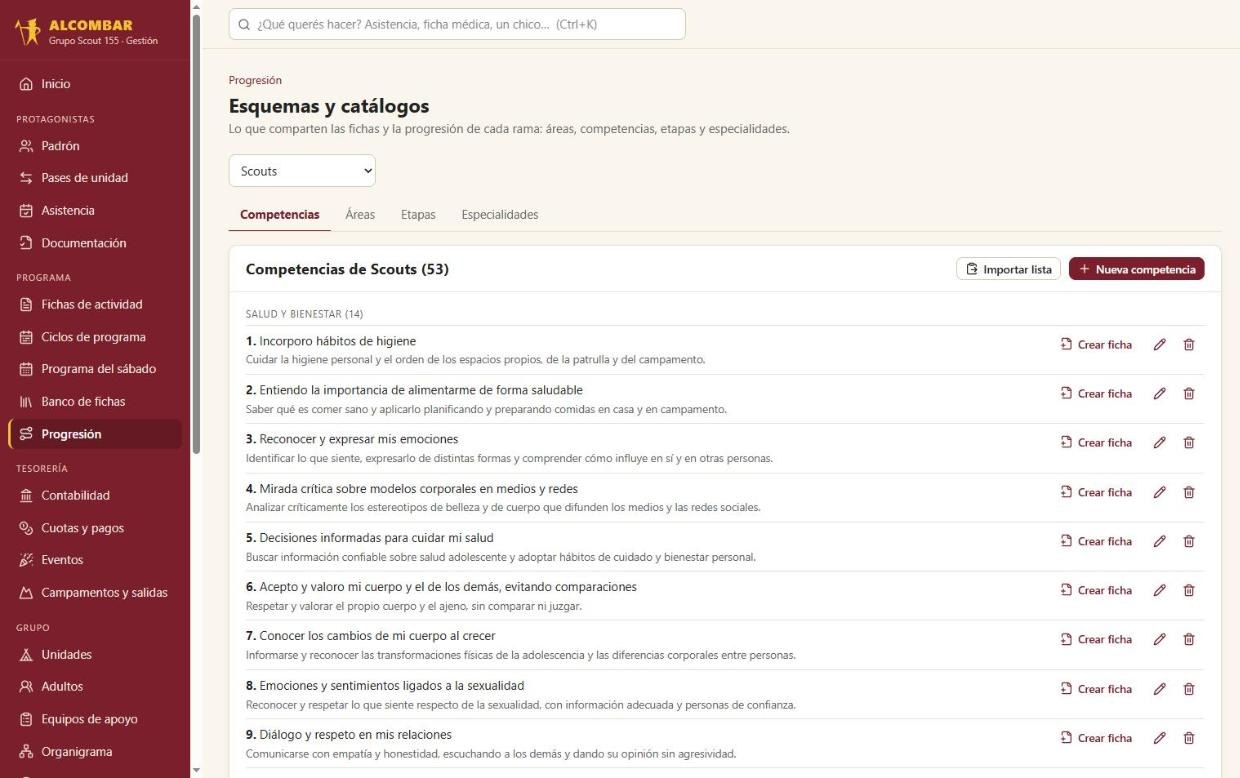 ALCOMBAR
Grupo Scout 155 · Gestión
Inicio
PROTAGONISTAS
Padrón
Pases de unidad
Asistencia
Documentación
PROGRAMA
Fichas de actividad
Ciclos de programa
Programa del sábado
Banco de fichas
Progresión
TESORERÍA
Contabilidad
Cuotas y pagos
Eventos
Campamentos y salidas
GRUPO
Unidades
Adultos
Equipos de apoyo
Organigrama
¿Qué querés hacer? Asistencia, ficha médica, un chico... (Ctrl+K)
Progresión
Esquemas y catálogos
Lo que comparten las fichas y la progresión de cada rama: áreas, competencias, etapas y especialidades.
Scouts
Competencias Áreas Etapas Especialidades
Competencias de Scouts (53) Importar lista + Nueva competencia
SALUD Y BIENESTAR (14)
1. Incorporo hábitos de higiene Crear ficha
Cuidar la higiene personal y el orden de los espacios propios, de la patrulla y del campamento.
2. Entiendo la importancia de alimentarme de forma saludable Crear ficha
Saber qué es comer sano y aplicarlo planificando y preparando comidas en casa y en campamento.
3. Reconocer y expresar mis emociones Crear ficha
Identificar lo que siente, expresarlo de distintas formas y comprender cómo influye en sí y en otras personas.
4. Mirada crítica sobre modelos corporales en medios y redes Crear ficha
Analizar críticamente los estereotipos de belleza y de cuerpo que difunden los medios y las redes sociales.
5. Decisiones informadas para cuidar mi salud Crear ficha
Buscar información confiable sobre salud adolescente y adoptar hábitos de cuidado y bienestar personal.
6. Acepto y valoro mi cuerpo y el de los demás, evitando comparaciones Crear ficha
Respetar y valorar el propio cuerpo y el ajeno, sin comparar ni juzgar.
7. Conocer los cambios de mi cuerpo al crecer Crear ficha
Informarse y reconocer las transformaciones físicas de la adolescencia y las diferencias corporales entre personas.
8. Emociones y sentimientos ligados a la sexualidad Crear ficha
Reconocer y respetar lo que siente respecto de la sexualidad, con información adecuada y personas de confianza.
9. Diálogo y respeto en mis relaciones Crear ficha
Comunicarse con empatía y honestidad, escuchando a los demás y dando su opinión sin agresividad.